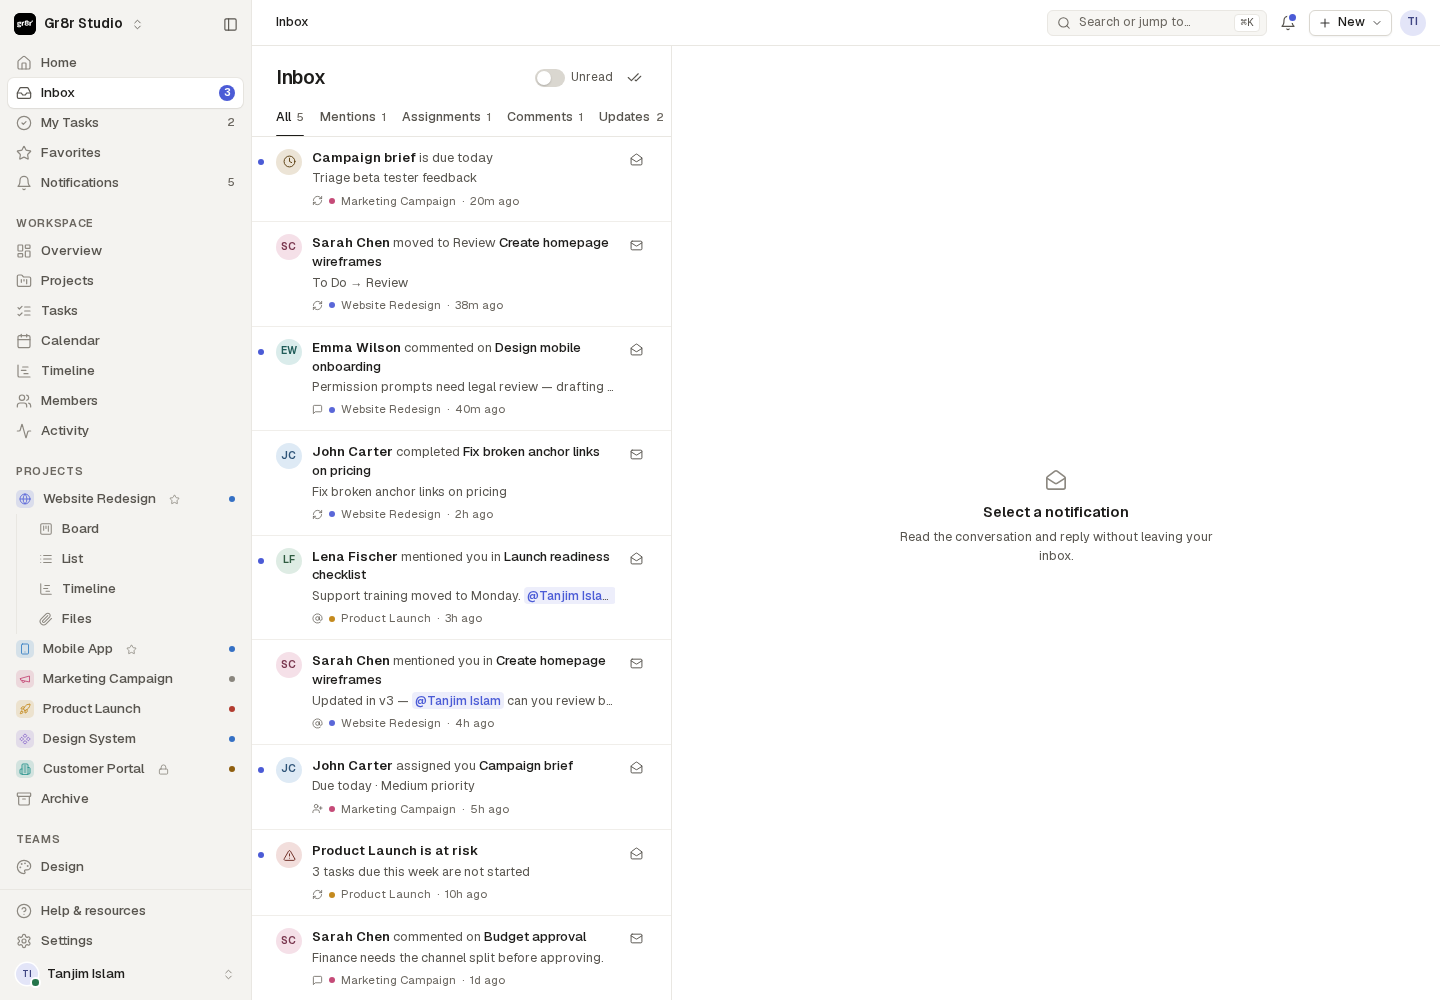 gr8r
Gr8r Studio
Home
Inbox 3
My Tasks 2
Favorites
Notifications 5
WORKSPACE
Overview
Projects
Tasks
Calendar
Timeline
Members
Activity
PROJECTS
Website Redesign
Board
List
Timeline
Files
Mobile App
Marketing Campaign
Product Launch
Design System
Customer Portal
Archive
TEAMS
Design
Help & resources
Settings
TI Tanjim Islam
Inbox
Search or jump to... ⌘K
New
TI
Inbox
Unread
All 5 Mentions 1 Assignments 1 Comments 1 Updates 2
Campaign brief is due today
Triage beta tester feedback
Marketing Campaign · 20m ago
SC
Sarah Chen moved to Review Create homepage
wireframes
To Do → Review
Website Redesign · 38m ago
EW
Emma Wilson commented on Design mobile
onboarding
Permission prompts need legal review — drafting ...
Website Redesign · 40m ago
JC
John Carter completed Fix broken anchor links
on pricing
Fix broken anchor links on pricing
Website Redesign · 2h ago
LF
Lena Fischer mentioned you in Launch readiness
checklist
Support training moved to Monday. @Tanjim Isla...
Product Launch · 3h ago
SC
Sarah Chen mentioned you in Create homepage
wireframes
Updated in v3 — @Tanjim Islam can you review b...
Website Redesign · 4h ago
JC
John Carter assigned you Campaign brief
Due today · Medium priority
Marketing Campaign · 5h ago
Product Launch is at risk
3 tasks due this week are not started
Product Launch · 10h ago
SC
Sarah Chen commented on Budget approval
Finance needs the channel split before approving.
Marketing Campaign · 1d ago
Select a notification
Read the conversation and reply without leaving your
inbox.